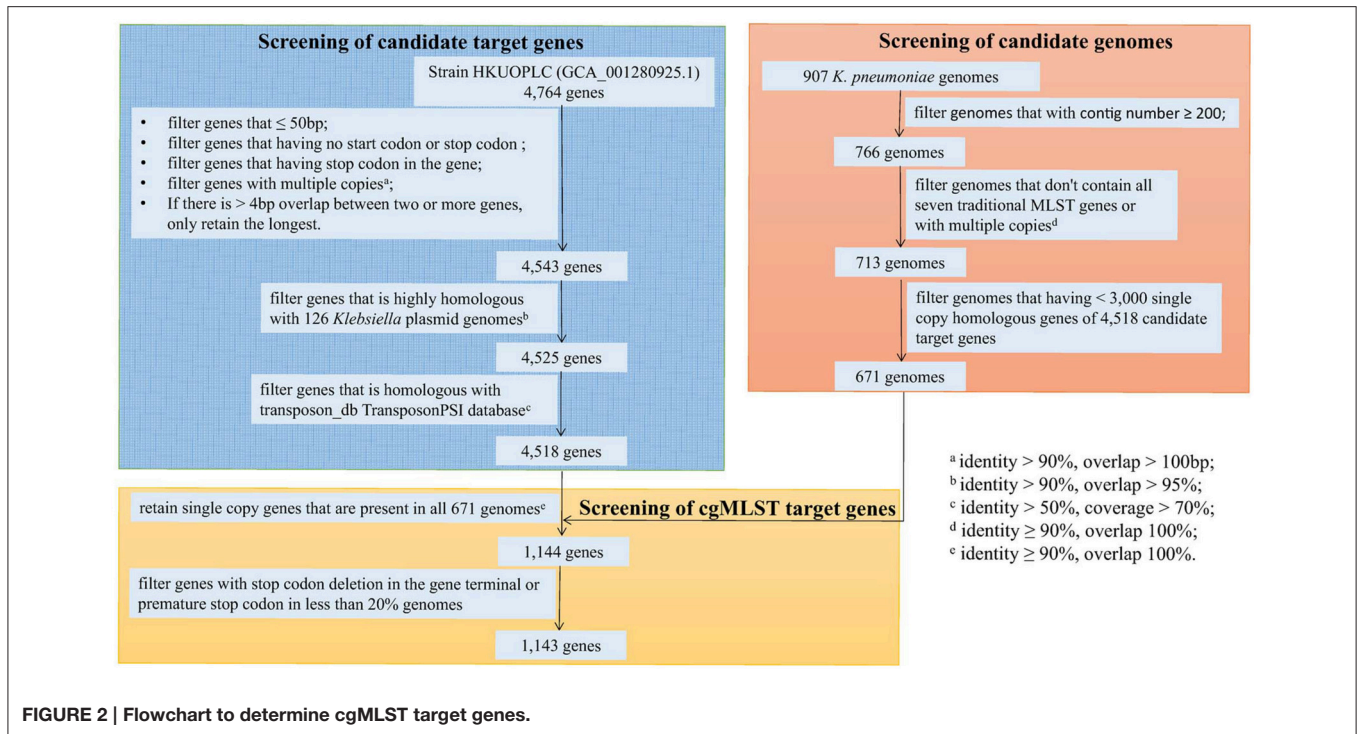 Screening of candidate target genes
Strain HKUOPLC (GCA_001280925.1)
4,764 genes
• filter genes that ≤ 50bp;
• filter genes that having no start codon or stop codon ;
• filter genes that having stop codon in the gene;
• filter genes with multiple copiesᵃ;
• If there is > 4bp overlap between two or more genes,
only retain the longest.
4,543 genes
filter genes that is highly homologous
with 126 Klebsiella plasmid genomesᵇ
4,525 genes
filter genes that is homologous with
transposon_db TransposonPSI databaseᶜ
4,518 genes
Screening of candidate genomes
907 K. pneumoniae genomes
filter genomes that with contig number ≥ 200;
766 genomes
filter genomes that don't contain all
seven traditional MLST genes or
with multiple copiesᵈ
713 genomes
filter genomes that having < 3,000 single
copy homologous genes of 4,518 candidate
target genes
671 genomes
retain single copy genes that are present in all 671 genomesᵉ
Screening of cgMLST target genes
1,144 genes
filter genes with stop codon deletion in the gene terminal or
premature stop codon in less than 20% genomes
1,143 genes
ᵃ identity > 90%, overlap > 100bp;
ᵇ identity > 90%, overlap > 95%;
ᶜ identity > 50%, coverage > 70%;
ᵈ identity ≥ 90%, overlap 100%;
ᵉ identity ≥ 90%, overlap 100%.
FIGURE 2 | Flowchart to determine cgMLST target genes.